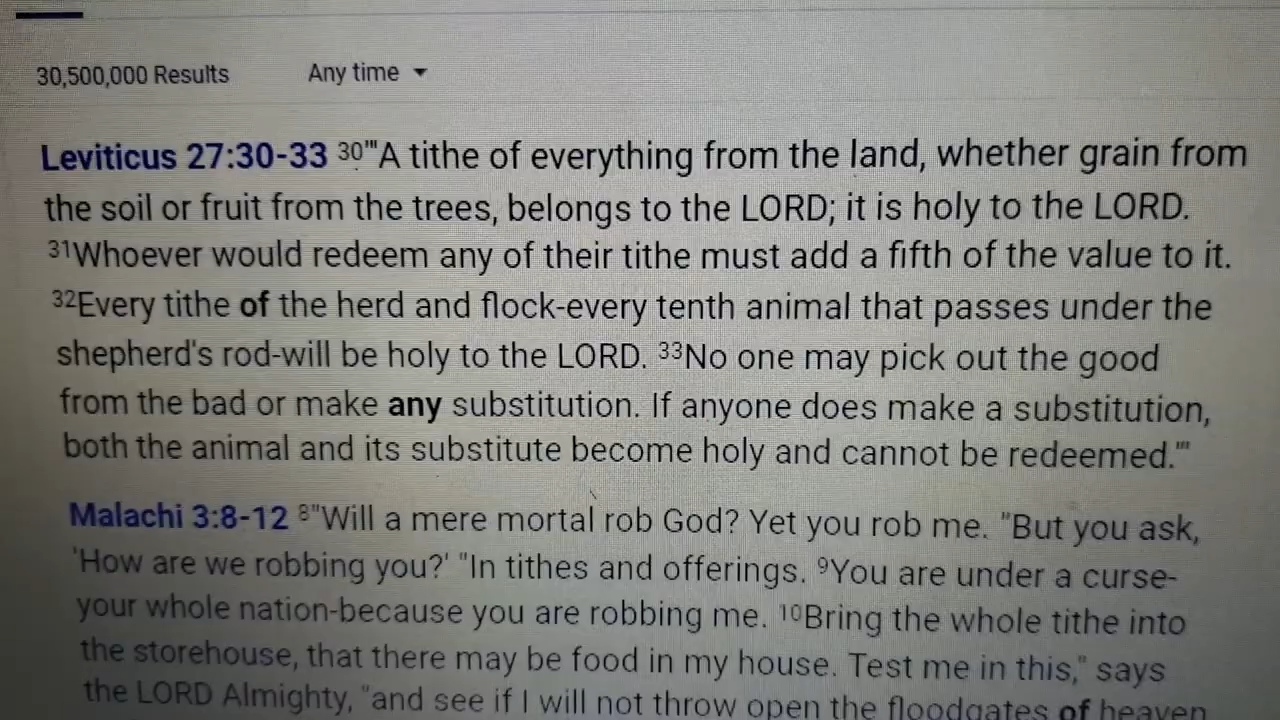 30,500,000 Results Any time
Leviticus 27:30-33 30"'A tithe of everything from the land, whether grain from
the soil or fruit from the trees, belongs to the LORD; it is holy to the LORD.
31Whoever would redeem any of their tithe must add a fifth of the value to it.
32Every tithe of the herd and flock-every tenth animal that passes under the
shepherd's rod-will be holy to the LORD. 33No one may pick out the good
from the bad or make any substitution. If anyone does make a substitution,
both the animal and its substitute become holy and cannot be redeemed.'"
Malachi 3:8-12 8"Will a mere mortal rob God? Yet you rob me. "But you ask,
'How are we robbing you?' "In tithes and offerings. 9You are under a curse-
your whole nation-because you are robbing me. 10Bring the whole tithe into
the storehouse, that there may be food in my house. Test me in this," says
the LORD Almighty, "and see if I will not throw open the floodgates of heaven